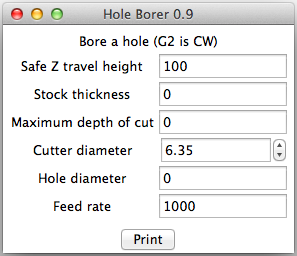 Hole Borer 0.9
Bore a hole (G2 is CW)
Safe Z travel height 100
Stock thickness 0
Maximum depth of cut 0
Cutter diameter 6.35
Hole diameter 0
Feed rate 1000
Print